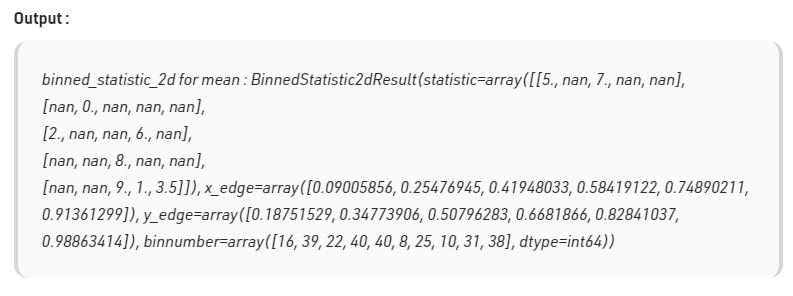 Output :
binned_statistic_2d for mean : BinnedStatistic2dResult(statistic=array([[5., nan, 7., nan, nan],
[nan, 0., nan, nan, nan],
[2., nan, nan, 6., nan],
[nan, nan, 8., nan, nan],
[nan, nan, 9., 1., 3.5]]), x_edge=array([0.09005856, 0.25476945, 0.41948033, 0.58419122, 0.74890211,
0.91361299]), y_edge=array([0.18751529, 0.34773906, 0.50796283, 0.6681866, 0.82841037,
0.98863414]), binnumber=array([16, 39, 22, 40, 40, 8, 25, 10, 31, 38], dtype=int64))